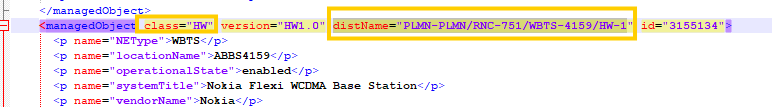 <managedObject class="HW" version="HW1.0" distName="PLMN-PLMN/RNC-751/WBTS-4159/HW-1" id="3155134">
<p name="NEType">WBTS</p>
<p name="locationName">ABBS4159</p>
<p name="operationalState">enabled</p>
<p name="systemTitle">Nokia Flexi WCDMA Base Station</p>
<p name="vendorName">Nokia</p>